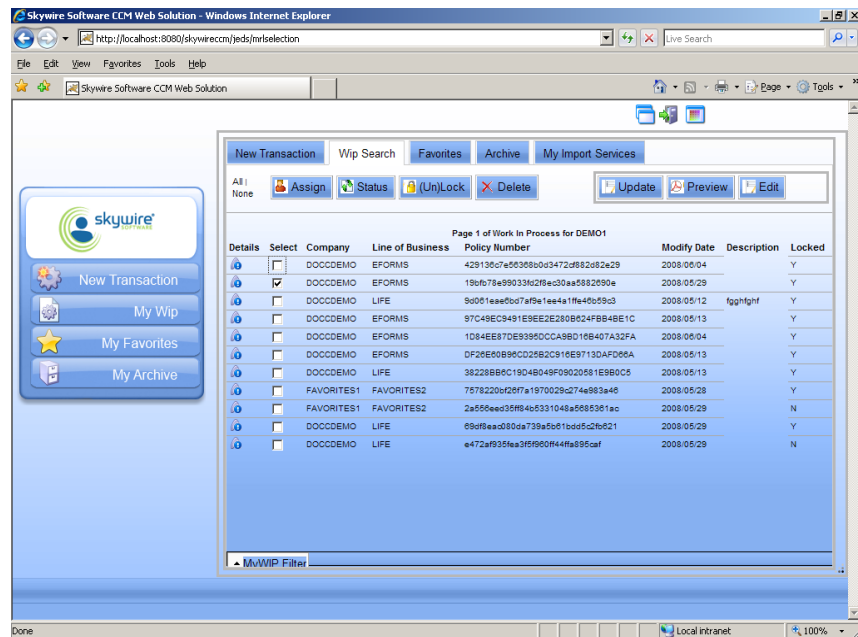 Skywire Software CCM Web Solution - Windows Internet Explorer
http://localhost:8080/skywireccm/jeds/mrlselection
Live Search
File Edit View Favorites Tools Help
Skywire Software CCM Web Solution
Page Tools
New Transaction Wip Search Favorites Archive My Import Services
All |
None
Assign Status (Un)Lock Delete Update Preview Edit
skywire
SOFTWARE
New Transaction
My Wip
My Favorites
My Archive
Page 1 of Work In Process for DEMO1
Details Select Company Line of Business Policy Number Modify Date Description Locked
DOCCDEMO EFORMS 429136c7e56368b0d3472cf882d82e29 2008/06/04 Y
DOCCDEMO EFORMS 19bfb78e99033fd2f8ec30aa5882690e 2008/05/29 Y
DOCCDEMO LIFE 9d061eae6bd7af9e1ee4a1ffe46b59c3 2008/05/12 fgghfghf Y
DOCCDEMO EFORMS 97C49EC9491E9EE2E280B624FBB4BE1C 2008/05/13 Y
DOCCDEMO EFORMS 1D84EE87DE9395DCCA9BD16B407A32FA 2008/06/04 Y
DOCCDEMO EFORMS DF26E60B96CD25B2C916E9713DAFD66A 2008/05/13 Y
DOCCDEMO LIFE 38228BB6C19D4B049F09020581E9B0C5 2008/05/13 Y
FAVORITES1 FAVORITES2 7578220bf26f7a1970029c274e983a46 2008/05/28 Y
FAVORITES1 FAVORITES2 2a556eed35ff84b5331048a5685361ac 2008/05/29 N
DOCCDEMO LIFE 69df8eac080da739a5b61bdd5c2fb621 2008/05/29 Y
DOCCDEMO LIFE e472af935fea3f5f960ff44ffa895caf 2008/05/29 N
MyWIP Filter
Done Local intranet 100%